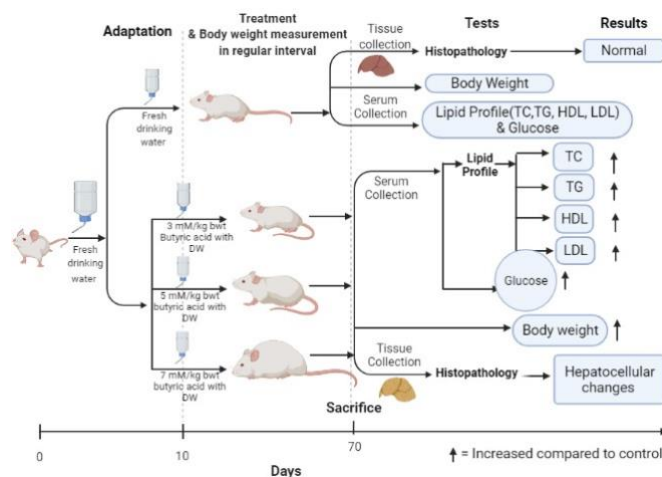 Adaptation
Treatment
& Body weight measurement
in regular interval
Tests
Results
Tissue
collection
Histopathology
Normal
Body Weight
Serum
Collection
Lipid Profile(TC,TG, HDL, LDL)
& Glucose
Fresh
drinking
water
Fresh
drinking
water
3 mM/kg bwt
Butyric acid with
DW
5 mM/kg bwt
butyric acid with
DW
7 mM/kg bwt
butyric acid with
DW
Serum
Collection
Lipid
Profile
TC
TG
HDL
LDL
Glucose
Body weight
Tissue
Collection
Histopathology
Hepatocellular
changes
Sacrifice
0
10
70
Days
= Increased compared to control